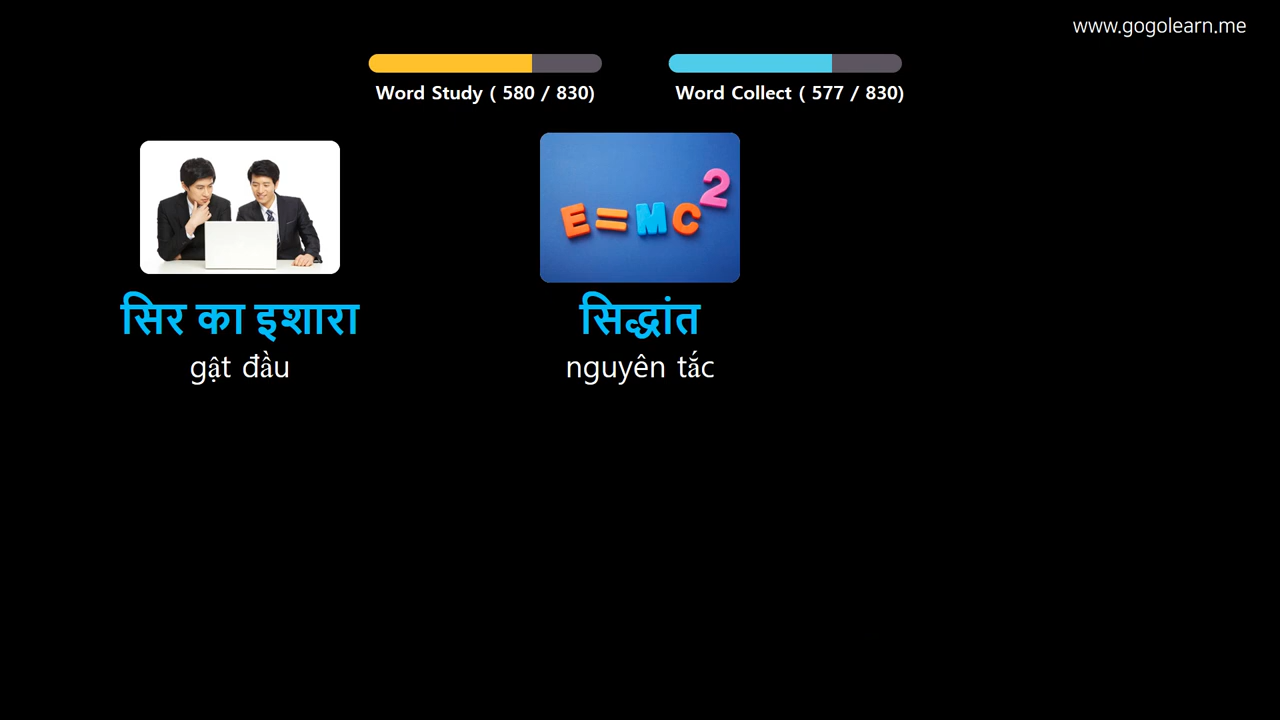 www.gogolearn.me
Word Study ( 580 / 830)
Word Collect ( 577 / 830)
E=MC2
सिर का इशारा
gật đầu
सिद्धांत
nguyên tắc